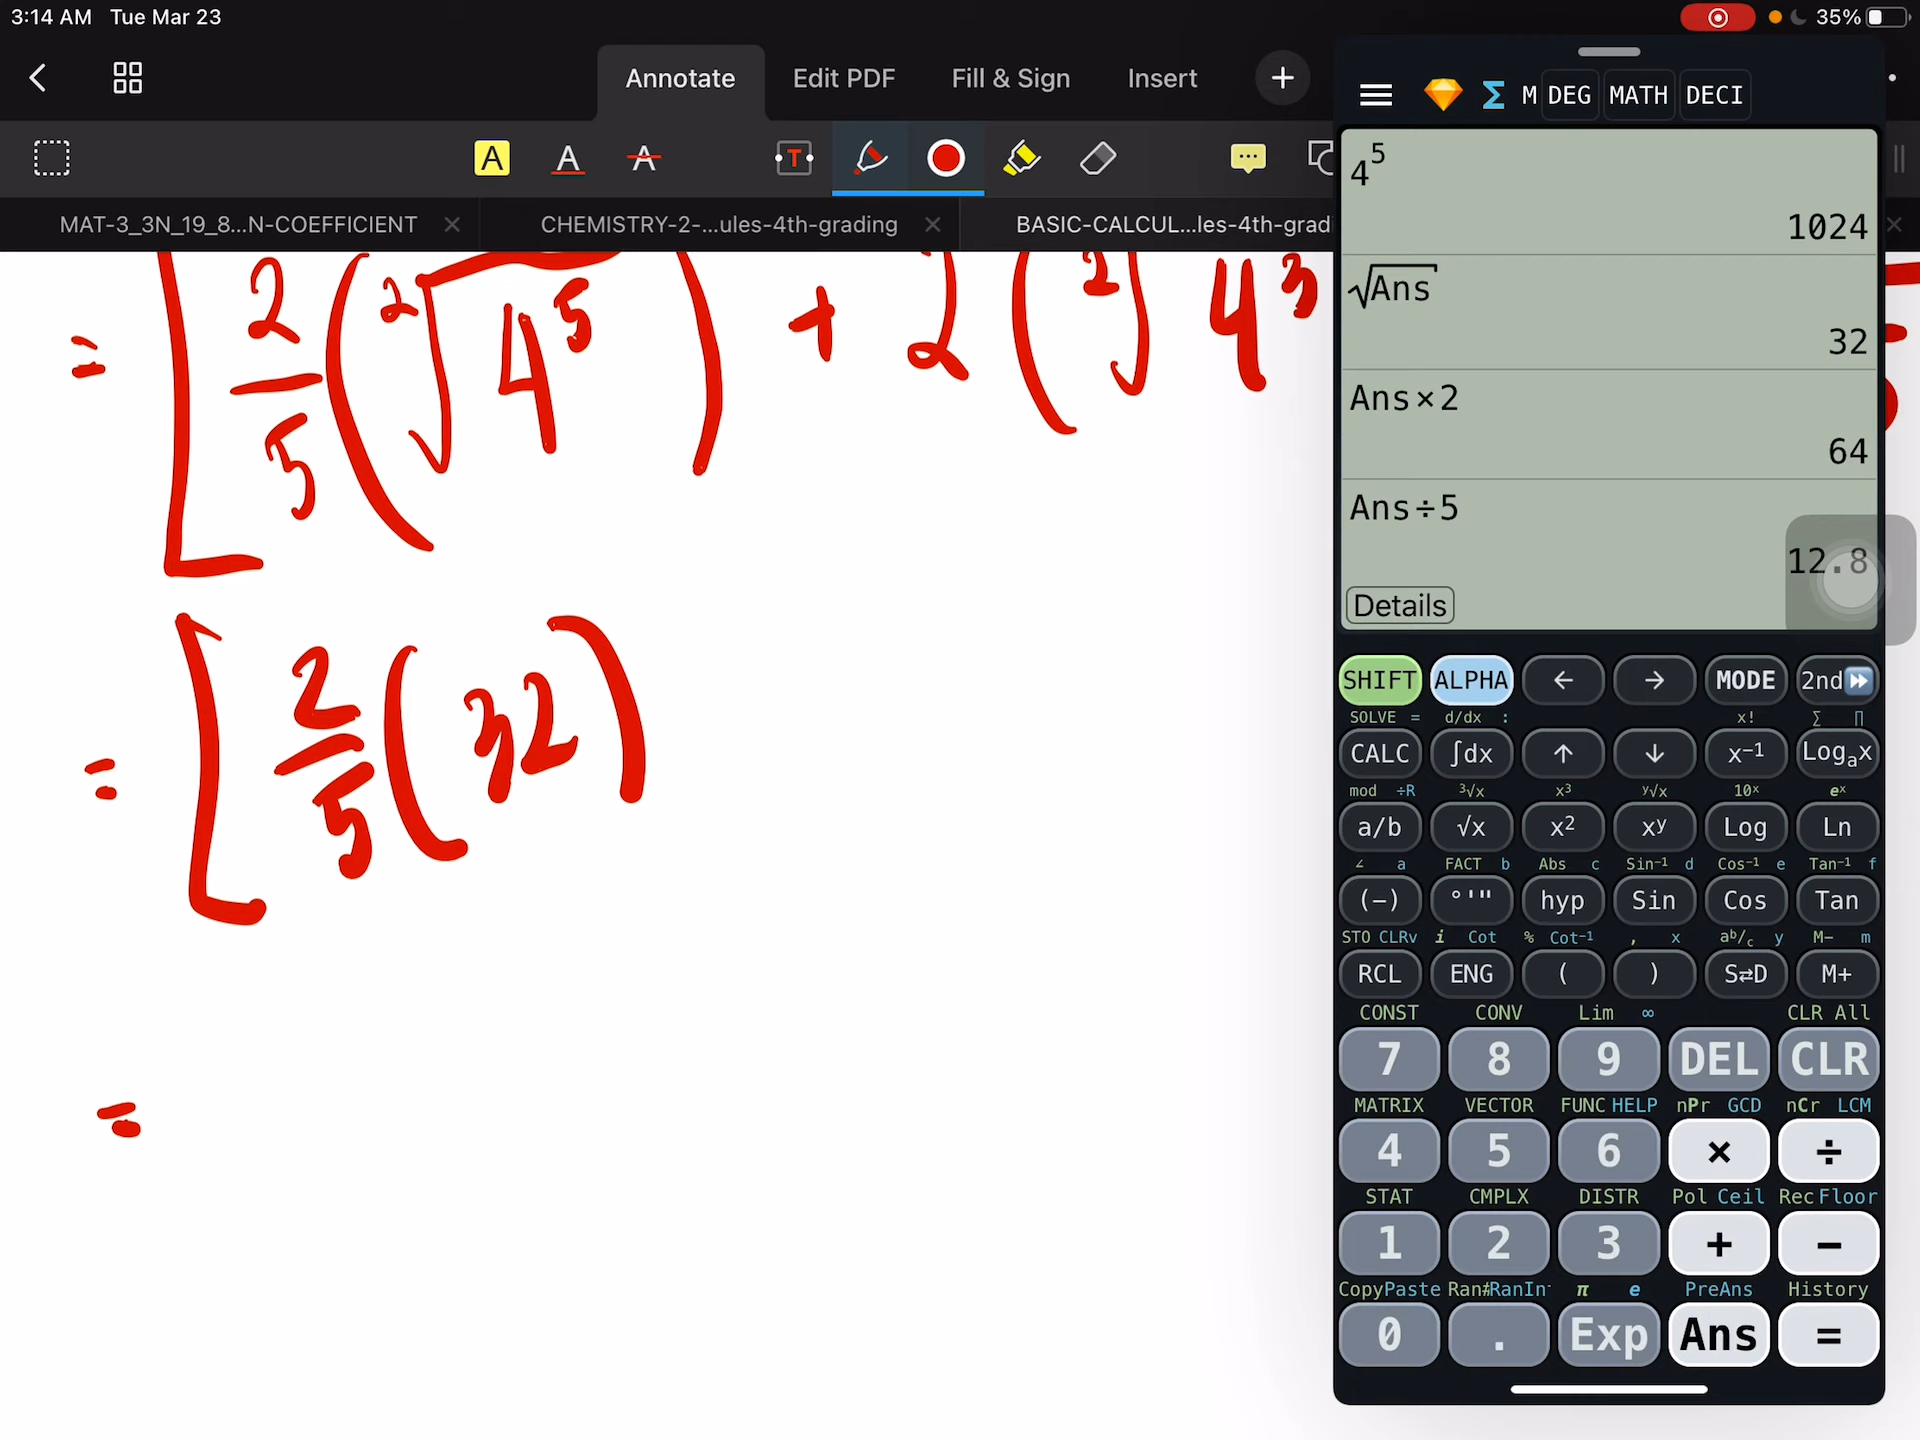 3:14 AM Tue Mar 23 35%
Annotate Edit PDF Fill & Sign Insert +
M DEG MATH DECI
A A A T
MAT-3_3N_19_8...N-COEFFICIENT × CHEMISTRY-2-...ules-4th-grading × BASIC-CALCUL...les-4th-gradi
= [ 2/5 ( ²√4⁵ ) + 2 ( ²√4³
= [ 2/5 ( 32 )
=
4⁵
1024
√Ans
32
Ans×2
64
Ans÷5
12.8
Details
SHIFT ALPHA ← → MODE 2nd
SOLVE = d/dx : x! ∑ ∏
CALC ∫dx ↑ ↓ x⁻¹ Logₐx
mod ÷R ³√x x³ ʸ√x 10ˣ eˣ
a/b √x x² xʸ Log Ln
∠ a FACT b Abs c Sin⁻¹ d Cos⁻¹ e Tan⁻¹ f
(−) °'" hyp Sin Cos Tan
STO CLRv i Cot % Cot⁻¹ , x aᵇ/c y M− m
RCL ENG ( ) S⇄D M+
CONST CONV Lim ∞ CLR All
7 8 9 DEL CLR
MATRIX VECTOR FUNC HELP nPr GCD nCr LCM
4 5 6 × ÷
STAT CMPLX DISTR Pol Ceil Rec Floor
1 2 3 + −
Copy Paste Ran# RanIn π e PreAns History
0 . Exp Ans =